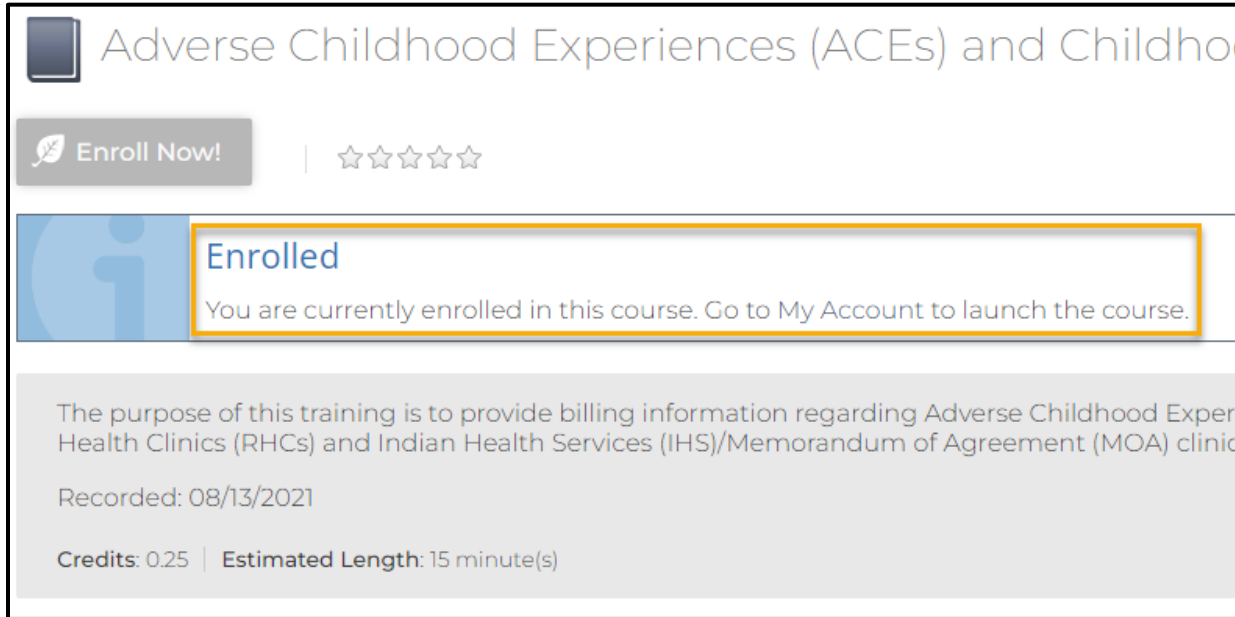 Adverse Childhood Experiences (ACEs) and
Enroll Now!
Enrolled
You are currently enrolled in this course. Go to My Account to launch the course.
The purpose of this training is to provide billing information regarding Adverse Childhood
Health Clinics (RHCs) and Indian Health Services (IHS)/Memorandum of Agreement (MOA)
Recorded: 08/13/2021
Credits: 0.25 | Estimated Length: 15 minute(s)